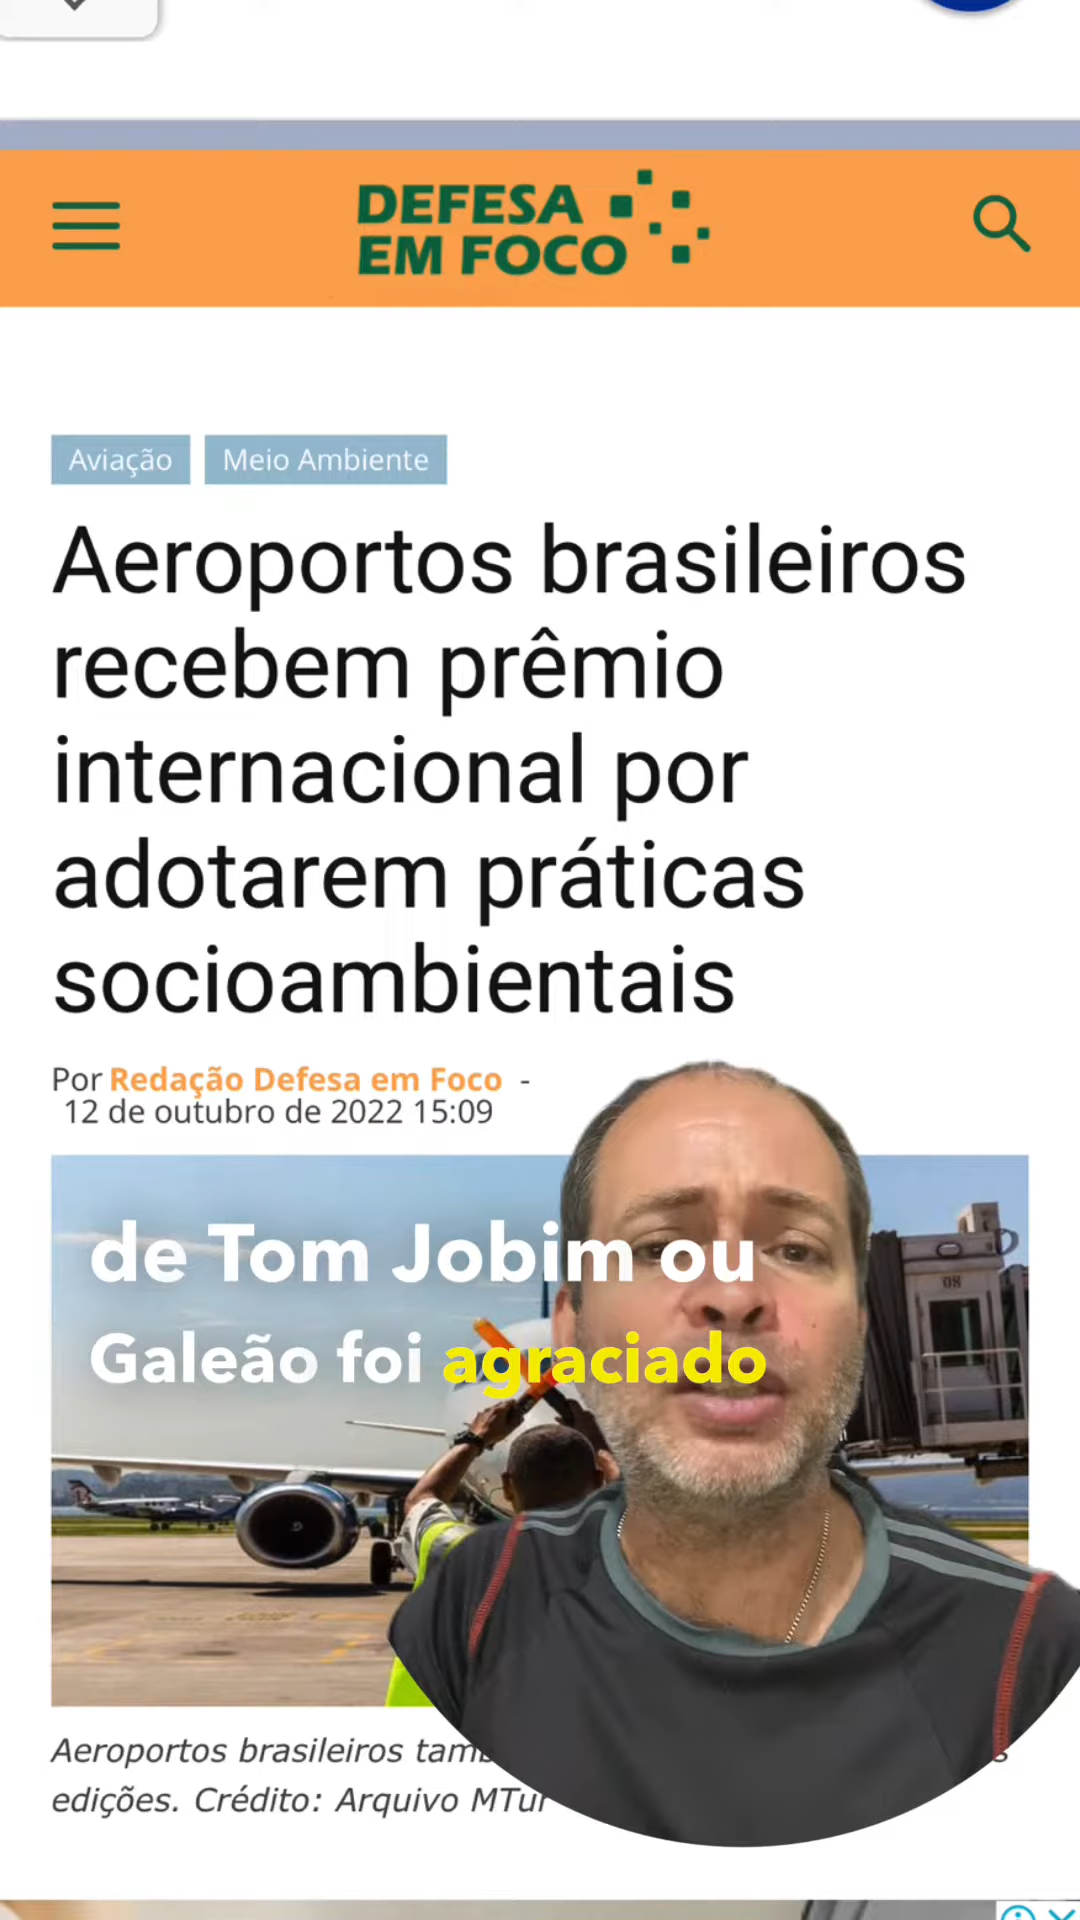 DEFESA
EM FOCO
Aviação Meio Ambiente
Aeroportos brasileiros
recebem prêmio
internacional por
adotarem práticas
socioambientais
Por Redação Defesa em Foco -
12 de outubro de 2022 15:09
de Tom Jobim ou
Galeão foi agraciado
08
Aeroportos brasileiros
edições. Crédito: Arquivo MTur